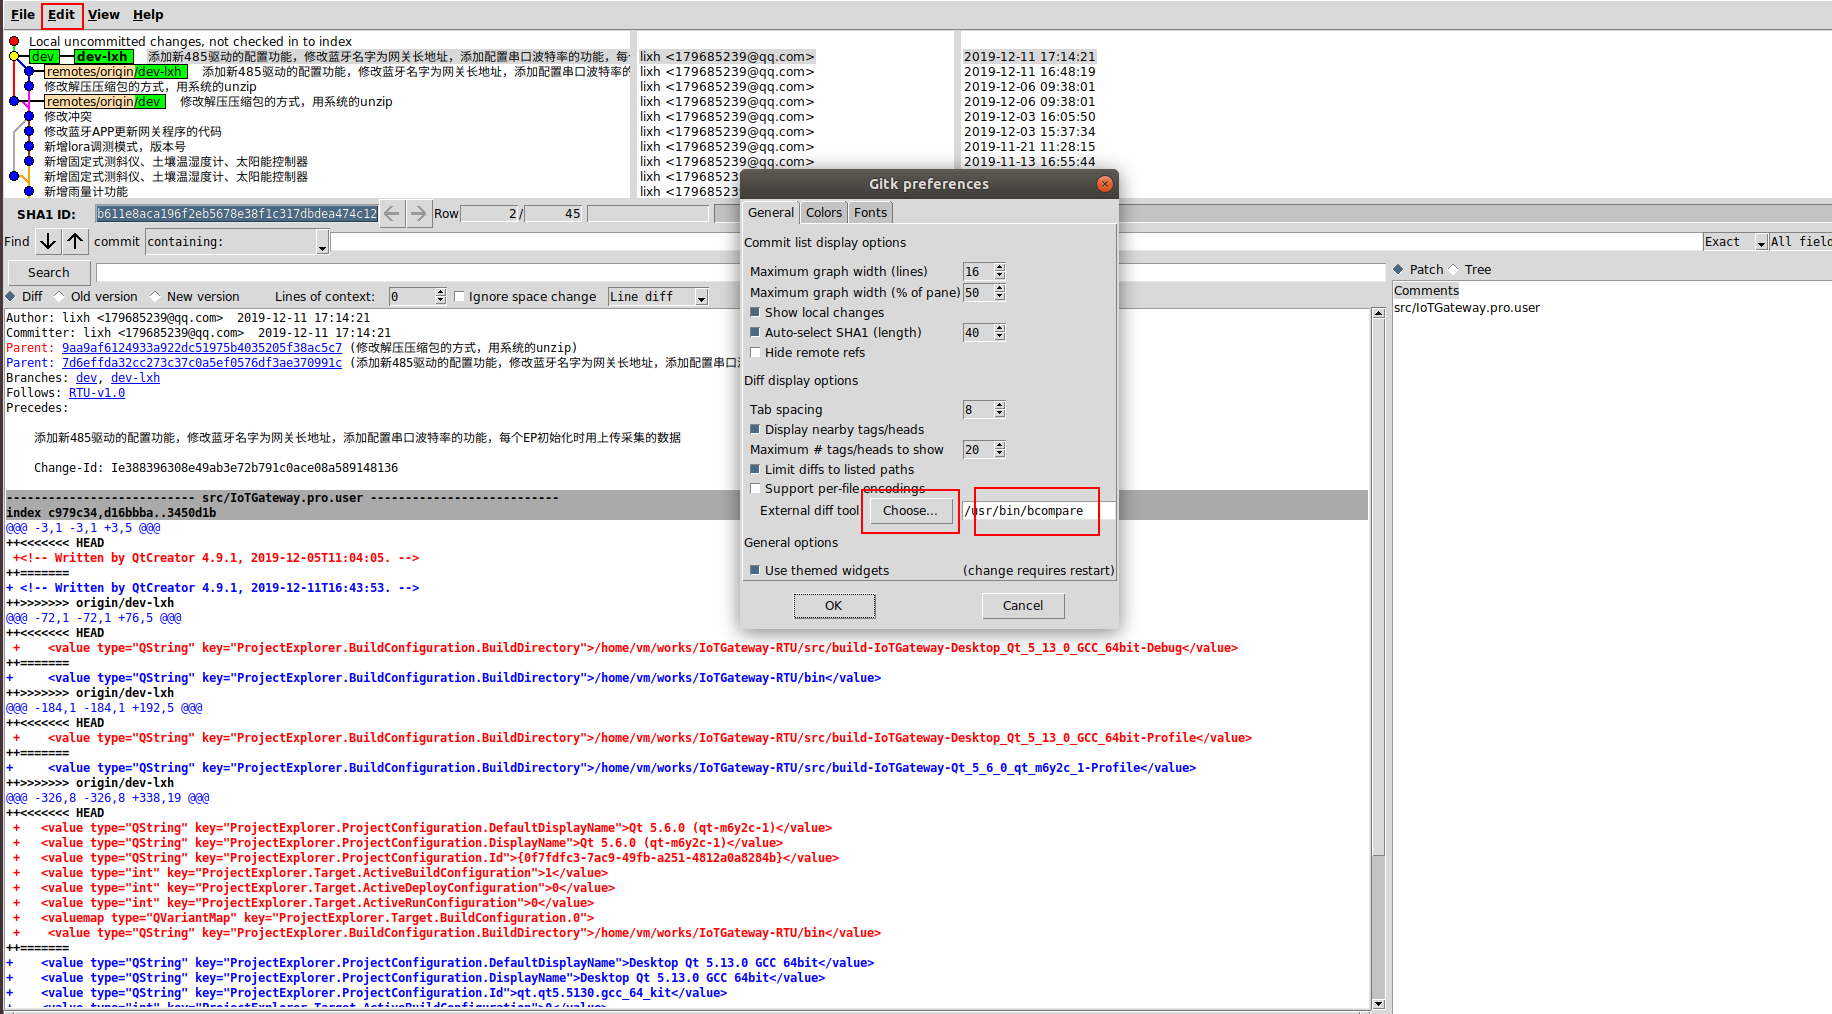 File Edit View Help
Local uncommitted changes, not checked in to index
dev dev-lxh 添加新485驱动的配置功能，修改蓝牙名字为网关长地址，添加配置串口波特率的功能，每 lixh <179685239@qq.com> 2019-12-11 17:14:21
remotes/origin/dev-lxh 添加新485驱动的配置功能，修改蓝牙名字为网关长地址，添加配置串口波特率的 lixh <179685239@qq.com> 2019-12-11 16:48:19
修改解压压缩包的方式，用系统的unzip lixh <179685239@qq.com> 2019-12-06 09:38:01
remotes/origin/dev 修改解压压缩包的方式，用系统的unzip lixh <179685239@qq.com> 2019-12-06 09:38:01
修改冲突 lixh <179685239@qq.com> 2019-12-03 16:05:50
修改蓝牙APP更新网关程序的代码 lixh <179685239@qq.com> 2019-12-03 15:37:34
新增lora调测模式，版本号 lixh <179685239@qq.com> 2019-11-21 11:28:15
新增固定式测斜仪、土壤温湿度计、太阳能控制器 lixh <179685239@qq.com> 2019-11-13 16:55:44
新增固定式测斜仪、土壤温湿度计、太阳能控制器 lixh <179685239
新增雨量计功能 lixh <179685239
SHA1 ID: b611e8aca196f2eb5678e38f1c317dbdea474c12 Row 2 / 45
Find commit containing: Exact All field
Search
Diff Old version New version Lines of context: 0 Ignore space change Line diff
Patch Tree
Comments
src/IoTGateway.pro.user
Author: lixh <179685239@qq.com>  2019-12-11 17:14:21
Committer: lixh <179685239@qq.com>  2019-12-11 17:14:21
Parent: 9aa9af6124933a922dc51975b4035205f38ac5c7 (修改解压压缩包的方式，用系统的unzip)
Parent: 7d6effda32cc273c37c0a5ef0576df3ae370991c (添加新485驱动的配置功能，修改蓝牙名字为网关长地址，添加配置串口
Branches: dev, dev-lxh
Follows: RTU-v1.0
Precedes:
添加新485驱动的配置功能，修改蓝牙名字为网关长地址，添加配置串口波特率的功能，每个EP初始化时用上传采集的数据
Change-Id: Ie388396308e49ab3e72b791c0ace08a589148136
--------------------------- src/IoTGateway.pro.user ---------------------------
index c979c34,d16bbba..3450d1b
@@@ -3,1 -3,1 +3,5 @@@
++<<<<<<< HEAD
 +<!-- Written by QtCreator 4.9.1, 2019-12-05T11:04:05. -->
++=======
+ <!-- Written by QtCreator 4.9.1, 2019-12-11T16:43:53. -->
++>>>>>>> origin/dev-lxh
@@@ -72,1 -72,1 +76,5 @@@
++<<<<<<< HEAD
 +    <value type="QString" key="ProjectExplorer.BuildConfiguration.BuildDirectory">/home/vm/works/IoTGateway-RTU/src/build-IoTGateway-Desktop_Qt_5_13_0_GCC_64bit-Debug</value>
++=======
+     <value type="QString" key="ProjectExplorer.BuildConfiguration.BuildDirectory">/home/vm/works/IoTGateway-RTU/bin</value>
++>>>>>>> origin/dev-lxh
@@@ -184,1 -184,1 +192,5 @@@
++<<<<<<< HEAD
 +    <value type="QString" key="ProjectExplorer.BuildConfiguration.BuildDirectory">/home/vm/works/IoTGateway-RTU/src/build-IoTGateway-Desktop_Qt_5_13_0_GCC_64bit-Profile</value>
++=======
+     <value type="QString" key="ProjectExplorer.BuildConfiguration.BuildDirectory">/home/vm/works/IoTGateway-RTU/src/build-IoTGateway-Qt_5_6_0_qt_m6y2c_1-Profile</value>
++>>>>>>> origin/dev-lxh
@@@ -326,8 -326,8 +338,19 @@@
++<<<<<<< HEAD
 +   <value type="QString" key="ProjectExplorer.ProjectConfiguration.DefaultDisplayName">Qt 5.6.0 (qt-m6y2c-1)</value>
 +   <value type="QString" key="ProjectExplorer.ProjectConfiguration.DisplayName">Qt 5.6.0 (qt-m6y2c-1)</value>
 +   <value type="QString" key="ProjectExplorer.ProjectConfiguration.Id">{0f7fdfc3-7ac9-49fb-a251-4812a0a8284b}</value>
 +   <value type="int" key="ProjectExplorer.Target.ActiveBuildConfiguration">1</value>
 +   <value type="int" key="ProjectExplorer.Target.ActiveDeployConfiguration">0</value>
 +   <value type="int" key="ProjectExplorer.Target.ActiveRunConfiguration">0</value>
 +   <valuemap type="QVariantMap" key="ProjectExplorer.Target.BuildConfiguration.0">
 +    <value type="QString" key="ProjectExplorer.BuildConfiguration.BuildDirectory">/home/vm/works/IoTGateway-RTU/bin</value>
++=======
+    <value type="QString" key="ProjectExplorer.ProjectConfiguration.DefaultDisplayName">Desktop Qt 5.13.0 GCC 64bit</value>
+    <value type="QString" key="ProjectExplorer.ProjectConfiguration.DisplayName">Desktop Qt 5.13.0 GCC 64bit</value>
+    <value type="QString" key="ProjectExplorer.ProjectConfiguration.Id">qt.qt5.5130.gcc_64_kit</value>
+    <value type="int" key="ProjectExplorer.Target.ActiveBuildConfiguration">0</value>
Gitk preferences
General Colors Fonts
Commit list display options
Maximum graph width (lines) 16
Maximum graph width (% of pane) 50
Show local changes
Auto-select SHA1 (length) 40
Hide remote refs
Diff display options
Tab spacing 8
Display nearby tags/heads
Maximum # tags/heads to show 20
Limit diffs to listed paths
Support per-file encodings
External diff tool Choose... /usr/bin/bcompare
General options
Use themed widgets (change requires restart)
OK Cancel